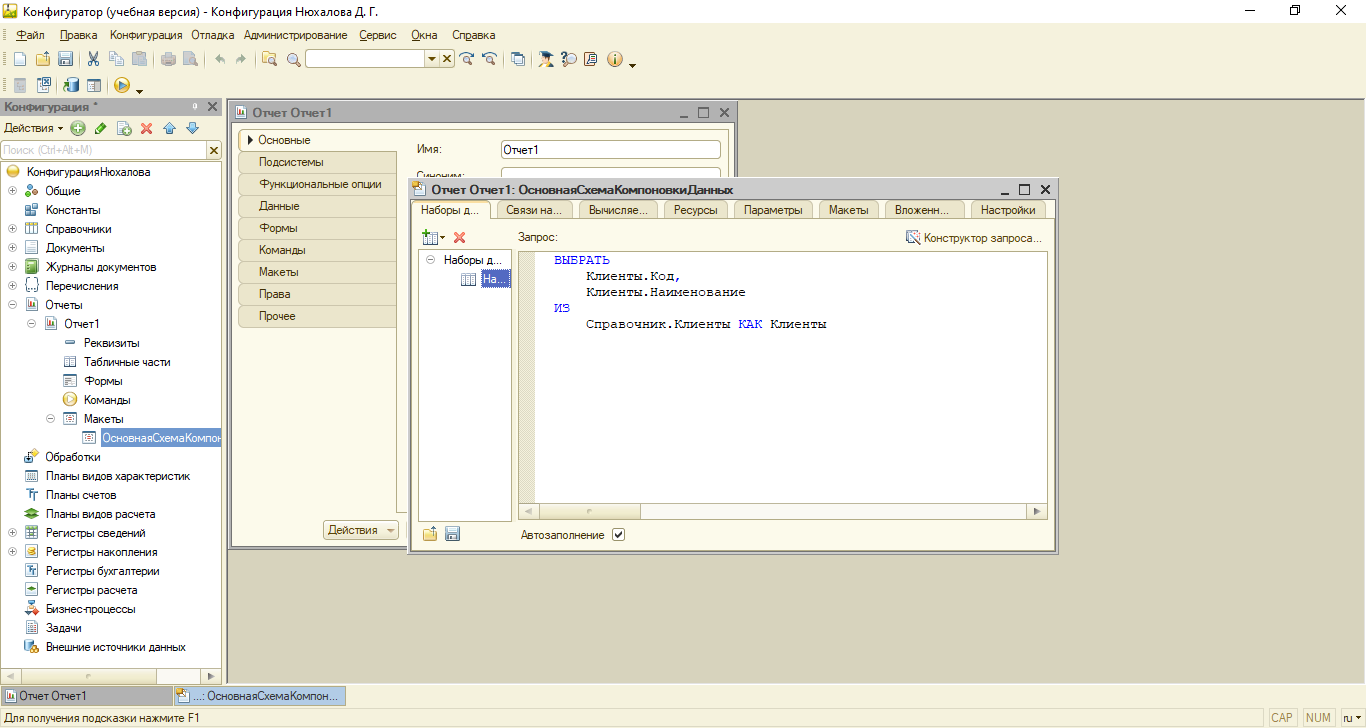 Конфигуратор (учебная версия) - Конфигурация Нюхалова Д. Г.
Файл Правка Конфигурация Отладка Администрирование Сервис Окна Справка
Конфигурация *
Действия
Поиск (Ctrl+Alt+M)
КонфигурацияНюхалова
Общие
Константы
Справочники
Документы
Журналы документов
Перечисления
Отчеты
Отчет1
Реквизиты
Табличные части
Формы
Команды
Макеты
ОсновнаяСхемаКомпон
Обработки
Планы видов характеристик
Планы счетов
Планы видов расчета
Регистры сведений
Регистры накопления
Регистры бухгалтерии
Регистры расчета
Бизнес-процессы
Задачи
Внешние источники данных
Отчет Отчет1
Основные
Подсистемы
Функциональные опции
Данные
Формы
Команды
Макеты
Права
Прочее
Имя: Отчет1
Синоним:
Действия
Отчет Отчет1: ОсновнаяСхемаКомпоновкиДанных
Наборы д... Связи на... Вычисляе... Ресурсы Параметры Макеты Вложенн... Настройки
Запрос: Конструктор запроса...
Наборы д...
На...
ВЫБРАТЬ
Клиенты.Код,
Клиенты.Наименование
ИЗ
Справочник.Клиенты КАК Клиенты
Автозаполнение
Отчет Отчет1 ...: ОсновнаяСхемаКомпон...
Для получения подсказки нажмите F1 CAP NUM ru